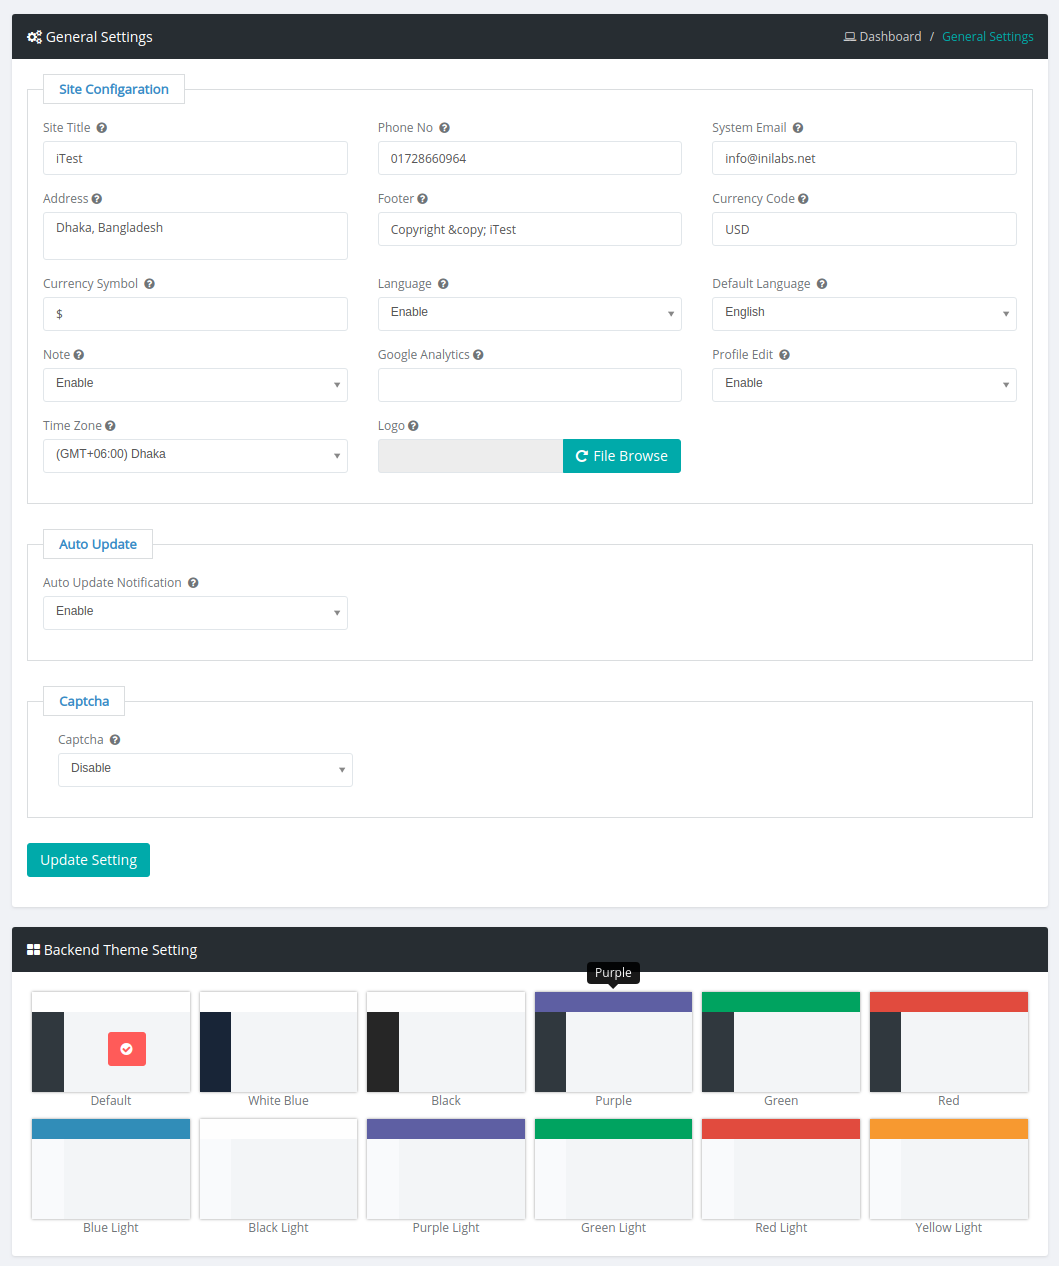 General Settings
Dashboard / General Settings
Site Configaration
Site Title Phone No System Email
iTest 01728660964 info@inilabs.net
Address Footer Currency Code
Dhaka, Bangladesh Copyright &copy; iTest USD
Currency Symbol Language Default Language
$ Enable English
Note Google Analytics Profile Edit
Enable Enable
Time Zone Logo
(GMT+06:00) Dhaka File Browse
Auto Update
Auto Update Notification
Enable
Captcha
Captcha
Disable
Update Setting
Backend Theme Setting
Purple
Default White Blue Black Purple Green Red
Blue Light Black Light Purple Light Green Light Red Light Yellow Light